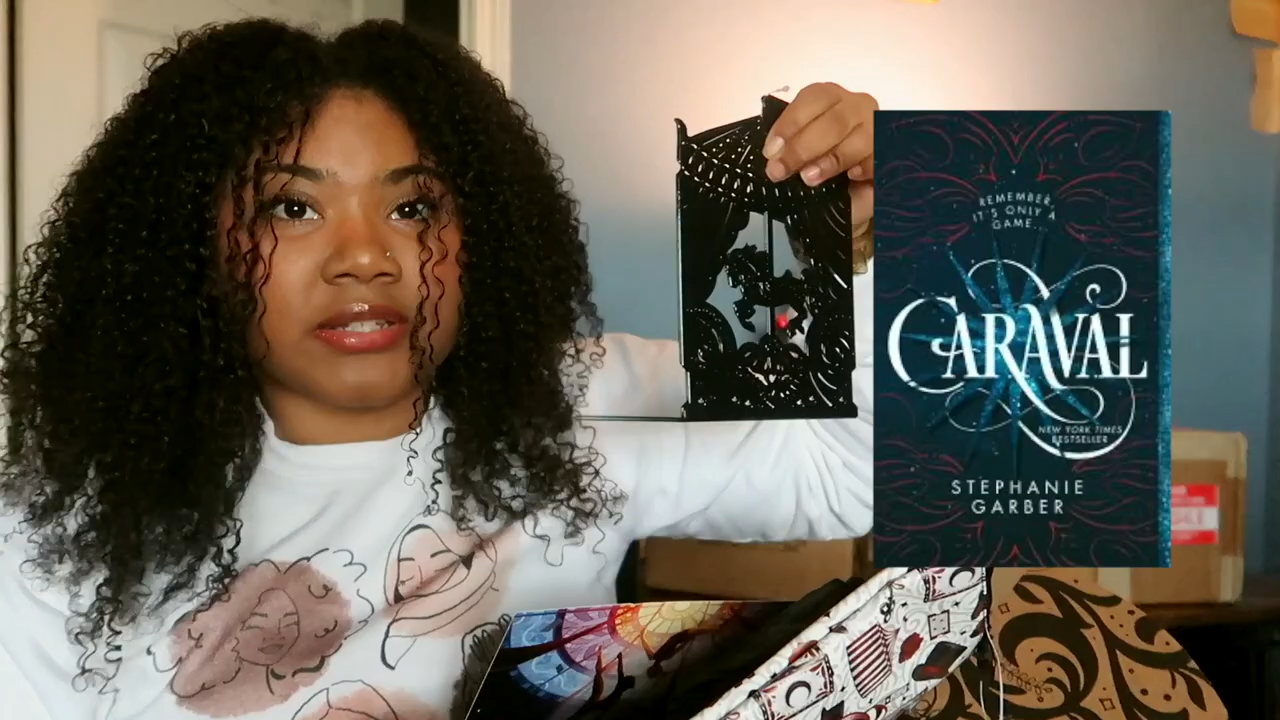 REMEMBER,
IT'S ONLY A
GAME...
CARAVAL
NEW YORK TIMES
BESTSELLER
STEPHANIE
GARBER